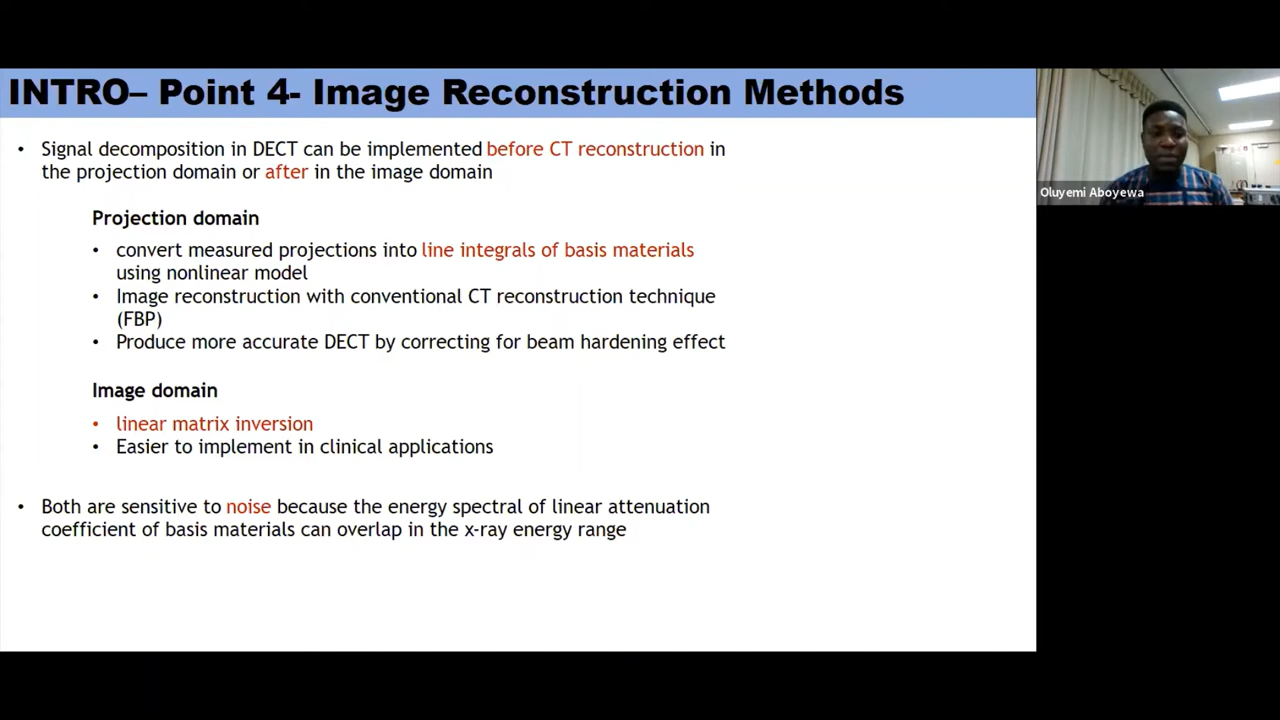 INTRO– Point 4- Image Reconstruction Methods
• Signal decomposition in DECT can be implemented before CT reconstruction in
the projection domain or after in the image domain
Projection domain
• convert measured projections into line integrals of basis materials
using nonlinear model
• Image reconstruction with conventional CT reconstruction technique
(FBP)
• Produce more accurate DECT by correcting for beam hardening effect
Image domain
• linear matrix inversion
• Easier to implement in clinical applications
• Both are sensitive to noise because the energy spectral of linear attenuation
coefficient of basis materials can overlap in the x-ray energy range
Oluyemi Aboyewa